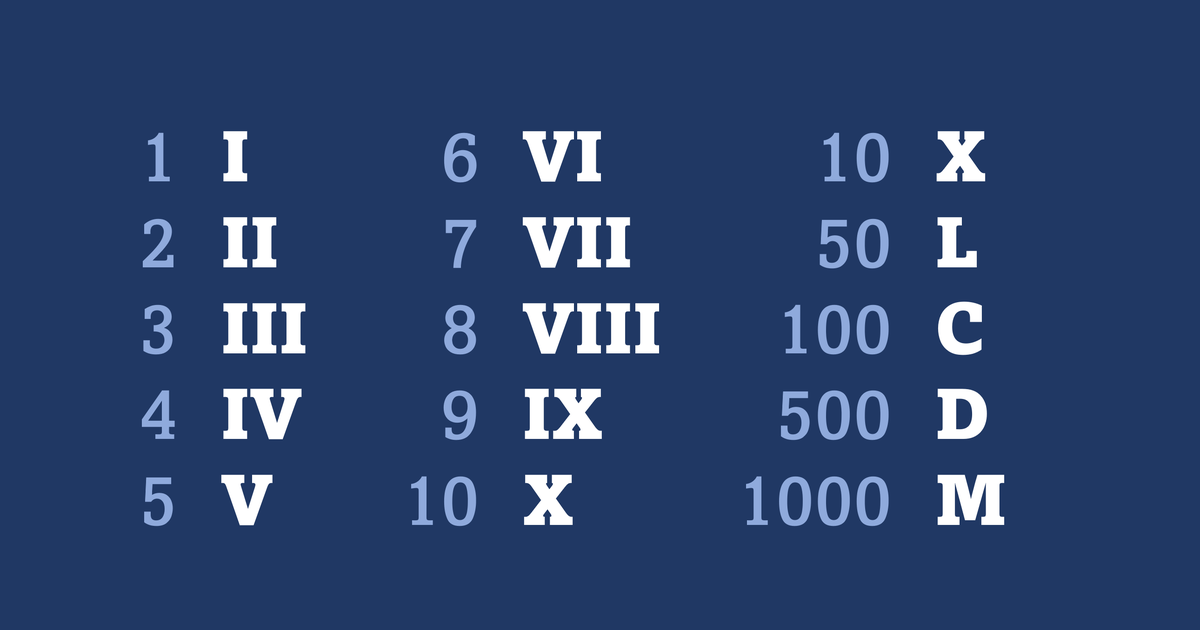 1 I 6 VI 10 X
2 II 7 VII 50 L
3 III 8 VIII 100 C
4 IV 9 IX 500 D
5 V 10 X 1000 M